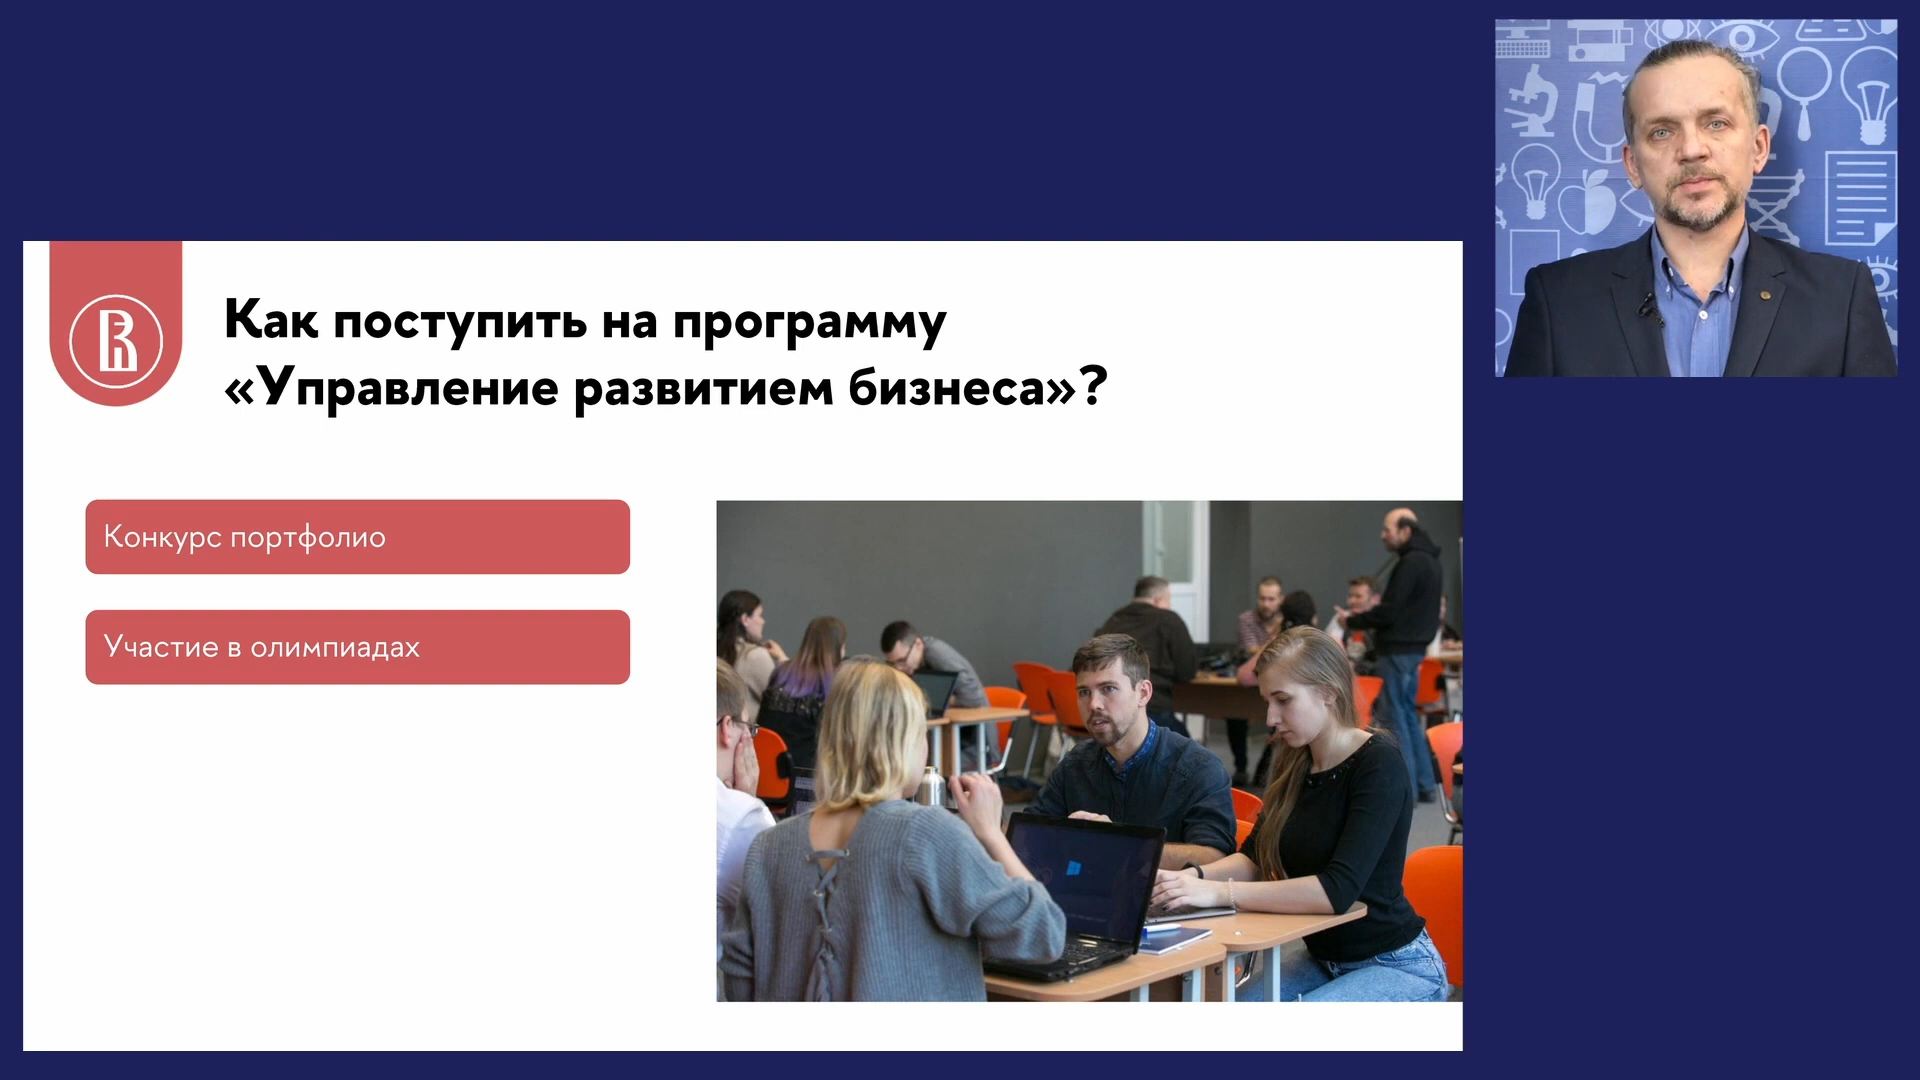 Как поступить на программу
«Управление развитием бизнеса»?
Конкурс портфолио
Участие в олимпиадах